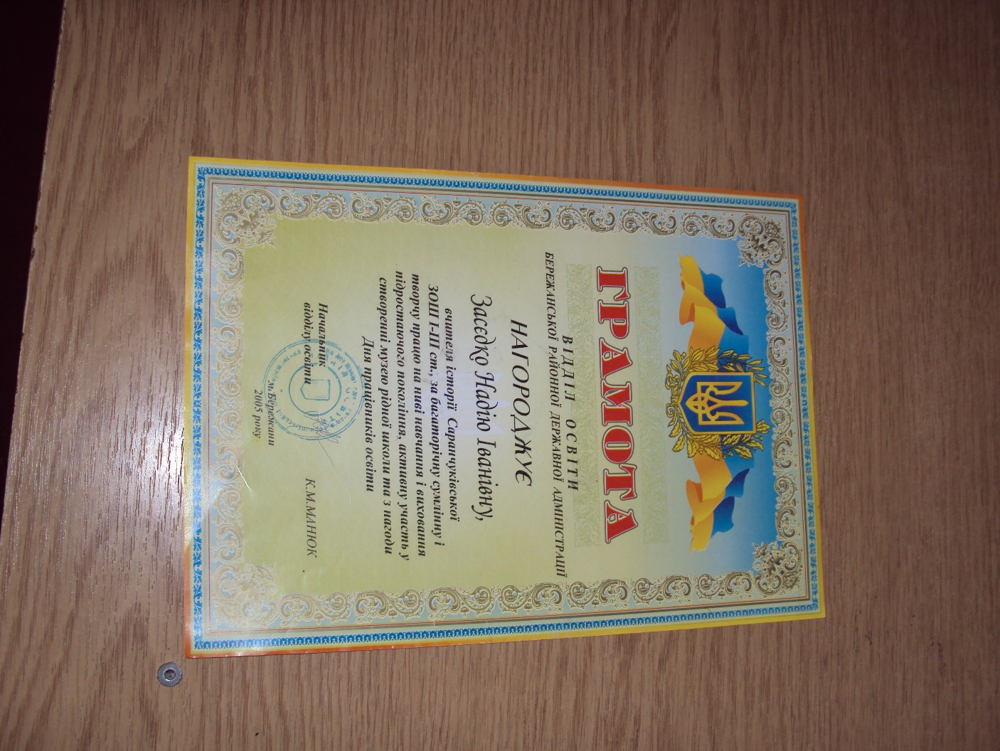 ГРАМОТА
ВІДДІЛ ОСВІТИ
БЕРЕЖАНСЬКОЇ РАЙОННОЇ ДЕРЖАВНОЇ АДМІНІСТРАЦІЇ
НАГОРОДЖУЄ
Заседко Надію Іванівну,
вчителя історії Саранчуківської
ЗОШ І-ІІІ ст., за багаторічну сумлінну і
творчу працю на ниві навчання і виховання
підростаючого покоління, активну участь у
створенні музею рідної школи та з нагоди
Дня працівників освіти
Начальник
відділу освіти К.М.МАНЮК
м.Бережани
2005 року